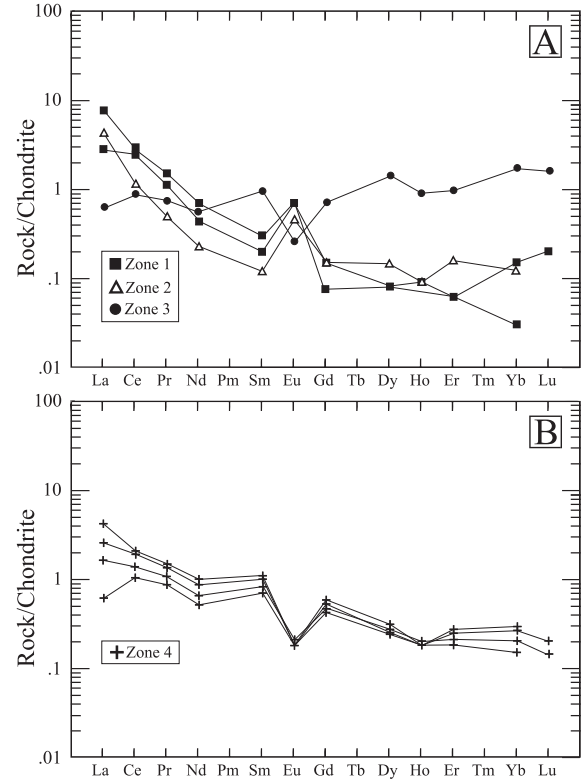 100
A
10
Rock/Chondrite
1
Zone 1
Zone 2
Zone 3
.1
.01
La Ce Pr Nd Pm Sm Eu Gd Tb Dy Ho Er Tm Yb Lu
100
B
10
Rock/Chondrite
1
Zone 4
.1
.01
La Ce Pr Nd Pm Sm Eu Gd Tb Dy Ho Er Tm Yb Lu